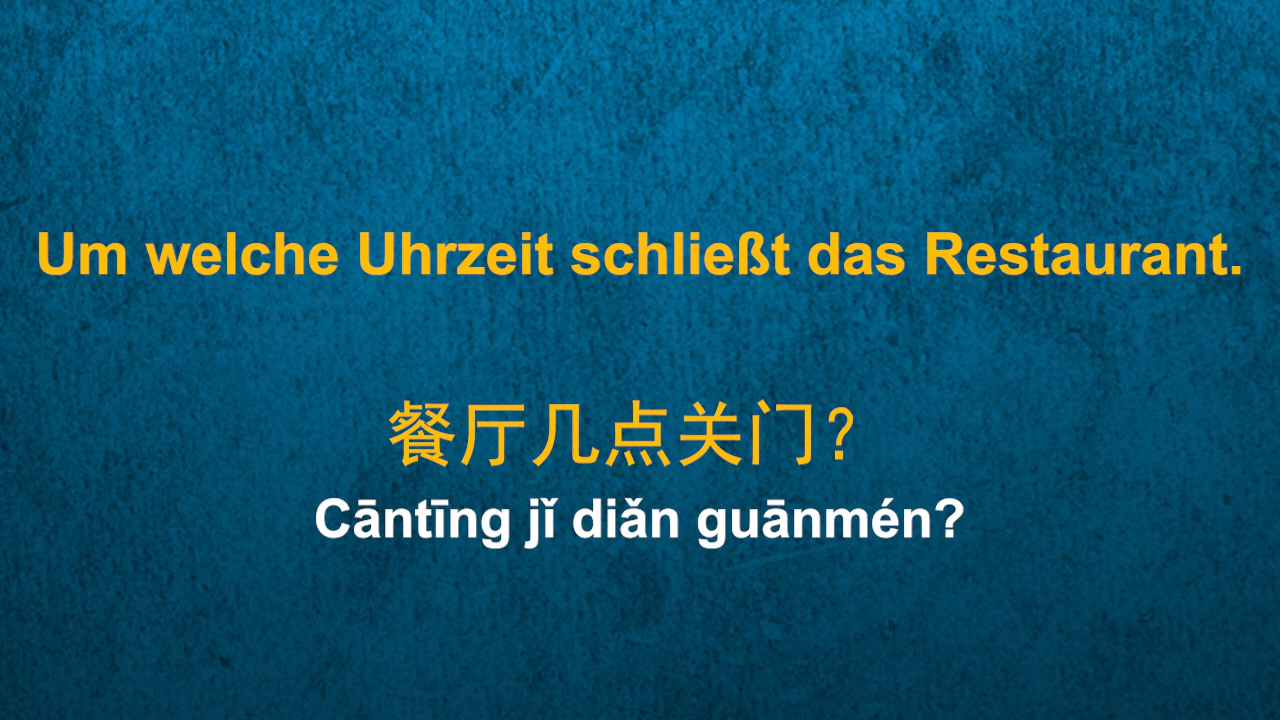 Um welche Uhrzeit schließt das Restaurant.
餐厅几点关门？
Cāntīng jǐ diǎn guānmén?